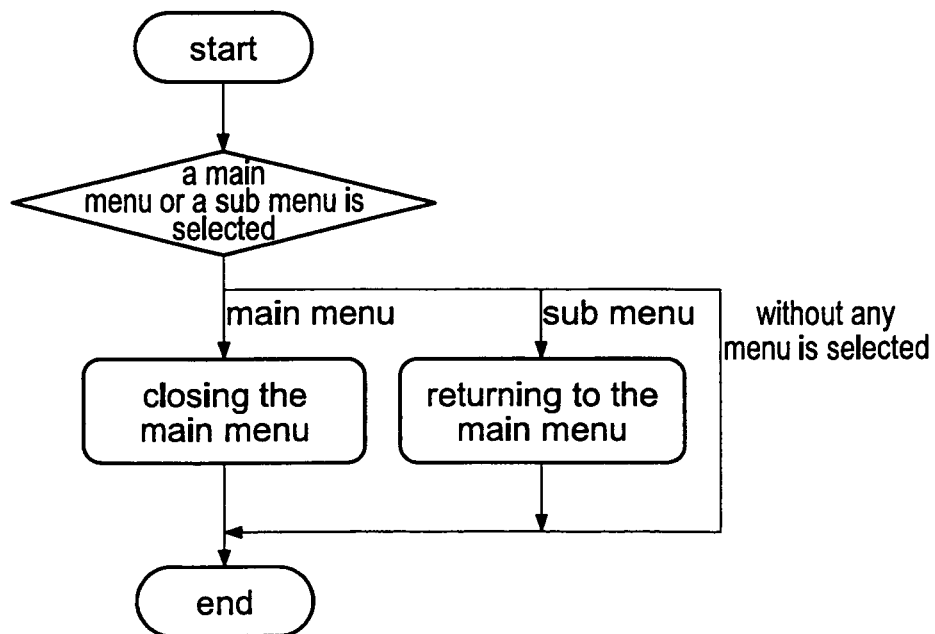 start
a main
menu or a sub menu is
selected
main menu
sub menu
without any
menu is selected
closing the
main menu
returning to the
main menu
end